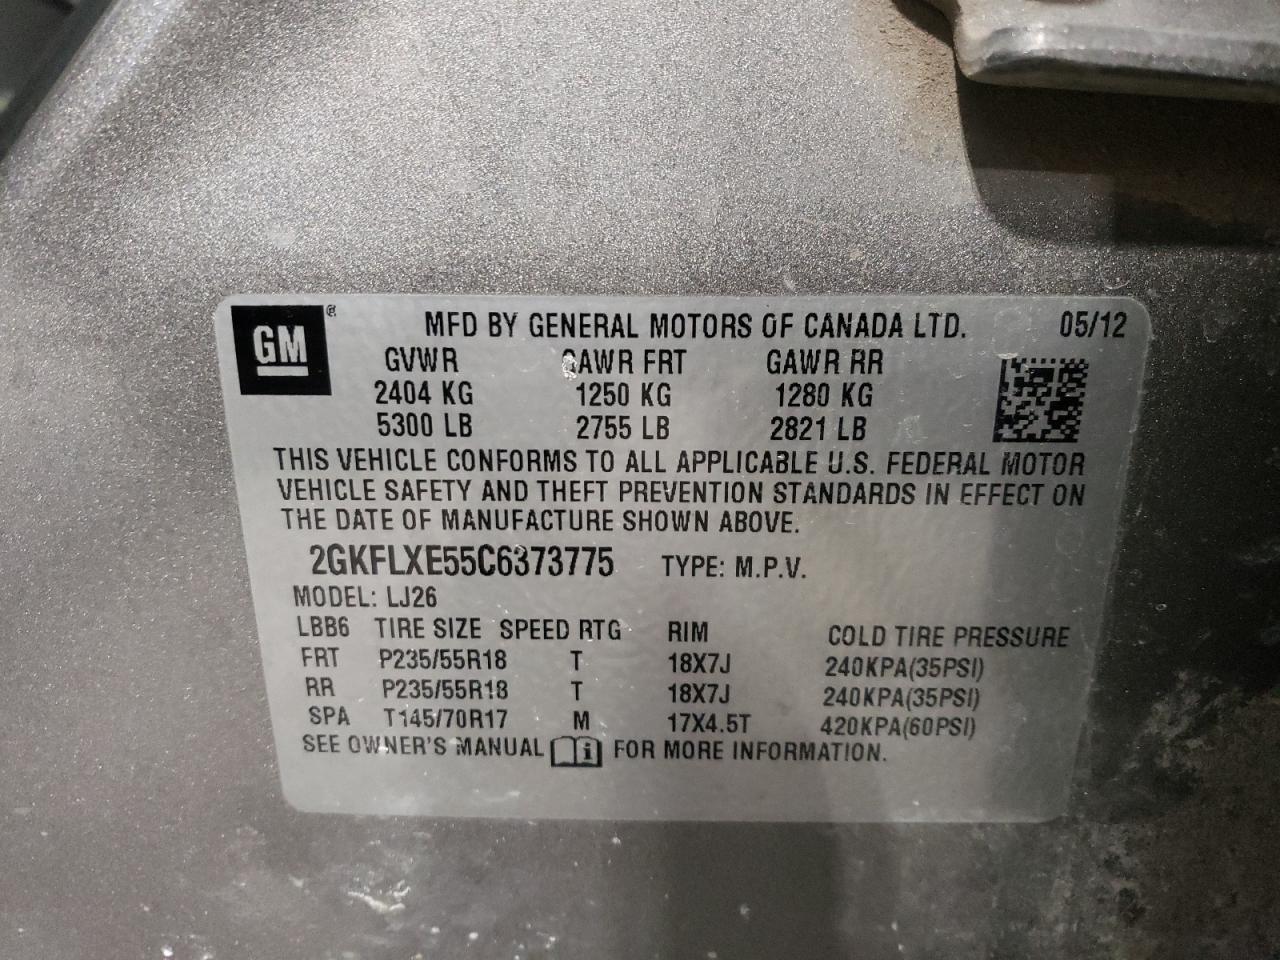 GM ® MFD BY GENERAL MOTORS OF CANADA LTD. 05/12
GVWR GAWR FRT GAWR RR
2404 KG 1250 KG 1280 KG
5300 LB 2755 LB 2821 LB
THIS VEHICLE CONFORMS TO ALL APPLICABLE U.S. FEDERAL MOTOR
VEHICLE SAFETY AND THEFT PREVENTION STANDARDS IN EFFECT ON
THE DATE OF MANUFACTURE SHOWN ABOVE.
2GKFLXE55C6373775 TYPE: M.P.V.
MODEL: LJ26
LBB6 TIRE SIZE SPEED RTG RIM COLD TIRE PRESSURE
FRT P235/55R18 T 18X7J 240KPA(35PSI)
RR P235/55R18 T 18X7J 240KPA(35PSI)
SPA T145/70R17 M 17X4.5T 420KPA(60PSI)
SEE OWNER'S MANUAL i FOR MORE INFORMATION.